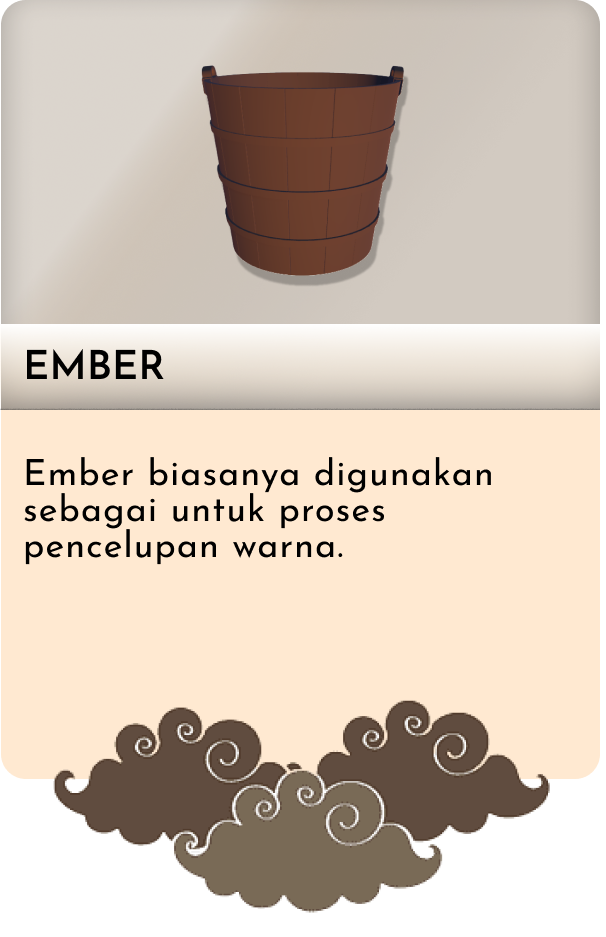 EMBER
Ember biasanya digunakan
sebagai untuk proses
pencelupan warna.